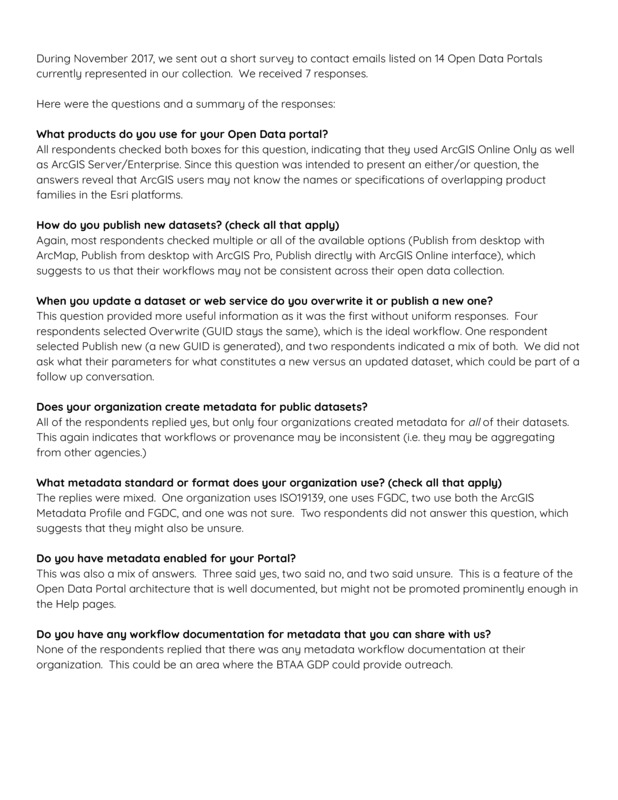 During November 2017, we sent out a short survey to contact emails listed on 14 Open Data Portals
currently represented in our collection.  We received 7 responses.
Here were the questions and a summary of the responses:
What products do you use for your Open Data portal?
All respondents checked both boxes for this question, indicating that they used ArcGIS Online Only as well
as ArcGIS Server/Enterprise. Since this question was intended to present an either/or question, the
answers reveal that ArcGIS users may not know the names or specifications of overlapping product
families in the Esri platforms.
How do you publish new datasets? (check all that apply)
Again, most respondents checked multiple or all of the available options (Publish from desktop with
ArcMap, Publish from desktop with ArcGIS Pro, Publish directly with ArcGIS Online interface), which
suggests to us that their workflows may not be consistent across their open data collection.
When you update a dataset or web service do you overwrite it or publish a new one?
This question provided more useful information as it was the first without uniform responses.  Four
respondents selected Overwrite (GUID stays the same), which is the ideal workflow. One respondent
selected Publish new (a new GUID is generated), and two respondents indicated a mix of both.  We did not
ask what their parameters for what constitutes a new versus an updated dataset, which could be part of a
follow up conversation.
Does your organization create metadata for public datasets?
All of the respondents replied yes, but only four organizations created metadata for all of their datasets.
This again indicates that workflows or provenance may be inconsistent (i.e. they may be aggregating
from other agencies.)
What metadata standard or format does your organization use? (check all that apply)
The replies were mixed.  One organization uses ISO19139, one uses FGDC, two use both the ArcGIS
Metadata Profile and FGDC, and one was not sure.  Two respondents did not answer this question, which
suggests that they might also be unsure.
Do you have metadata enabled for your Portal?
This was also a mix of answers.  Three said yes, two said no, and two said unsure.  This is a feature of the
Open Data Portal architecture that is well documented, but might not be promoted prominently enough in
the Help pages.
Do you have any workflow documentation for metadata that you can share with us?
None of the respondents replied that there was any metadata workflow documentation at their
organization.  This could be an area where the BTAA GDP could provide outreach.